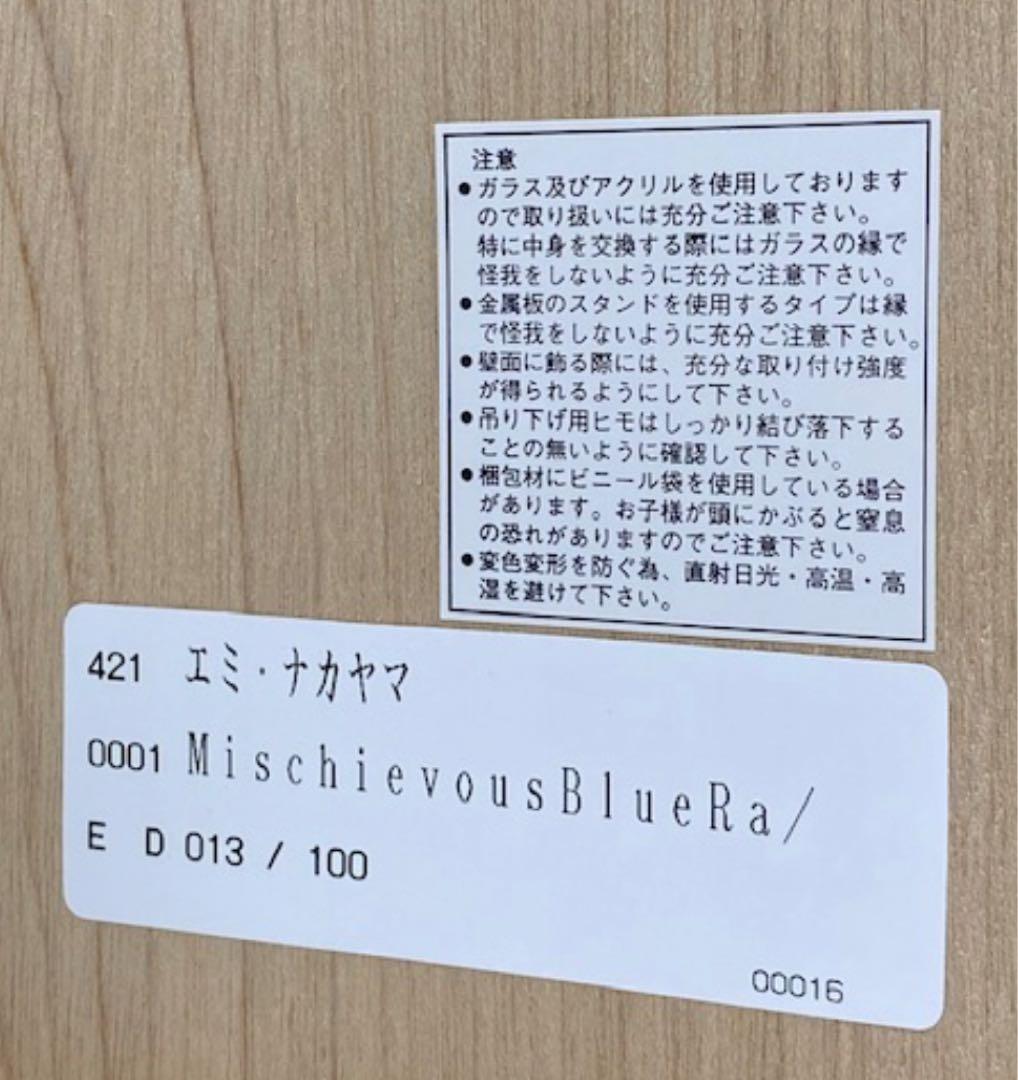 注意
●ガラス及びアクリルを使用しております
ので取り扱いには充分ご注意下さい。
特に中身を交換する際にはガラスの縁で
怪我をしないように充分ご注意下さい。
●金属板のスタンドを使用するタイプは縁
で怪我をしないように充分ご注意下さい。
●壁面に飾る際には、充分な取り付け強度
が得られるようにして下さい。
●吊り下げ用ヒモはしっかり結び落下する
ことの無いように確認して下さい。
●梱包材にビニール袋を使用している場合
があります。お子様が頭にかぶると窒息
の恐れがありますのでご注意下さい。
●変色変形を防ぐ為、直射日光・高温・高
湿を避けて下さい。
421 エミ・ナカヤマ
0001 MischievousBlueRa/
E D 013 / 100
00016